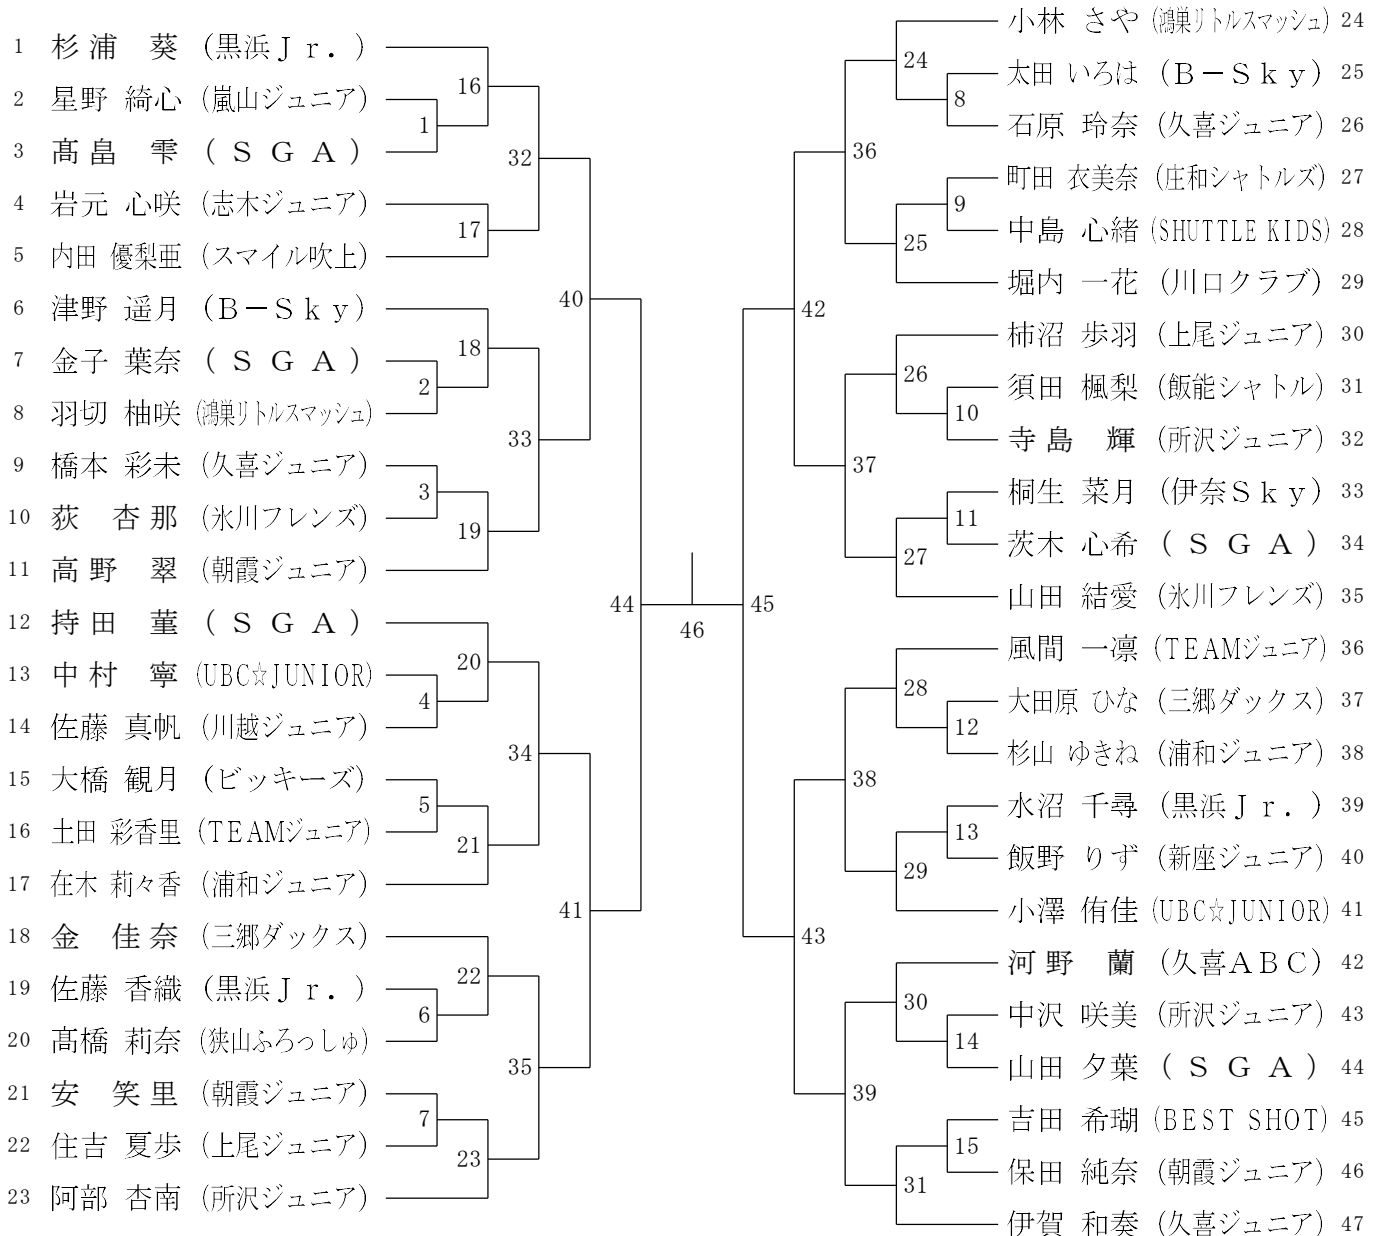 1 杉浦 葵 (黒浜Jr.)
2 星野 綺心 (嵐山ジュニア)
3 髙畠 雫 (SGA)
4 岩元 心咲 (志木ジュニア)
5 内田 優梨亜 (スマイル吹上)
6 津野 遥月 (B－Sky)
7 金子 葉奈 (SGA)
8 羽切 柚咲 (鴻巣リトルスマッシュ)
9 橋本 彩未 (久喜ジュニア)
10 荻 杏那 (氷川フレンズ)
11 高野 翠 (朝霞ジュニア)
12 持田 菫 (SGA)
13 中村 寧 (UBC☆JUNIOR)
14 佐藤 真帆 (川越ジュニア)
15 大橋 観月 (ビッキーズ)
16 土田 彩香里 (TEAMジュニア)
17 在木 莉々香 (浦和ジュニア)
18 金 佳奈 (三郷ダックス)
19 佐藤 香織 (黒浜Jr.)
20 髙橋 莉奈 (狭山ふろっしゅ)
21 安 笑里 (朝霞ジュニア)
22 住吉 夏歩 (上尾ジュニア)
23 阿部 杏南 (所沢ジュニア)
1
2
3
4
5
6
7
16
17
18
19
20
21
22
23
32
33
34
35
40
41
44
46
45
42
43
36
37
38
39
24
25
26
27
28
29
30
31
8
9
10
11
12
13
14
15
小林 さや (鴻巣リトルスマッシュ) 24
太田 いろは (B－Sky) 25
石原 玲奈 (久喜ジュニア) 26
町田 衣美奈 (庄和シャトルズ) 27
中島 心緒 (SHUTTLE KIDS) 28
堀内 一花 (川口クラブ) 29
柿沼 歩羽 (上尾ジュニア) 30
須田 楓梨 (飯能シャトル) 31
寺島 輝 (所沢ジュニア) 32
桐生 菜月 (伊奈Sky) 33
茨木 心希 (SGA) 34
山田 結愛 (氷川フレンズ) 35
風間 一凛 (TEAMジュニア) 36
大田原 ひな (三郷ダックス) 37
杉山 ゆきね (浦和ジュニア) 38
水沼 千尋 (黒浜Jr.) 39
飯野 りず (新座ジュニア) 40
小澤 侑佳 (UBC☆JUNIOR) 41
河野 蘭 (久喜ABC) 42
中沢 咲美 (所沢ジュニア) 43
山田 夕葉 (SGA) 44
吉田 希瑚 (BEST SHOT) 45
保田 純奈 (朝霞ジュニア) 46
伊賀 和奏 (久喜ジュニア) 47